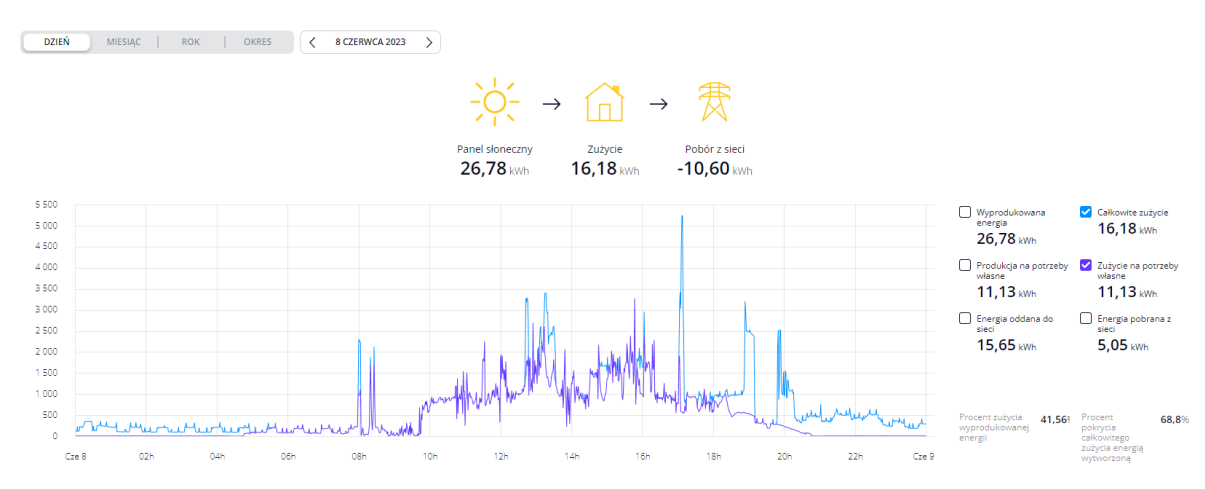 DZIEŃ MIESIĄC ROK OKRES 8 CZERWCA 2023
Panel słoneczny Zużycie Pobór z sieci
26,78 kWh 16,18 kWh -10,60 kWh
5 500
5 000
4 500
4 000
3 500
3 000
2 500
2 000
1 500
1 000
500
0
Cze 8 02h 04h 06h 08h 10h 12h 14h 16h 18h 20h 22h Cze 9
Wyprodukowana
energia
26,78 kWh
Całkowite zużycie
16,18 kWh
Produkcja na potrzeby
własne
11,13 kWh
Zużycie na potrzeby
własne
11,13 kWh
Energia oddana do
sieci
15,65 kWh
Energia pobrana z
sieci
5,05 kWh
Procent zużycia
wyprodukowanej
energii
41,56%
Procent
pokrycia
całkowitego
zużycia energią
wytworzoną
68,8%